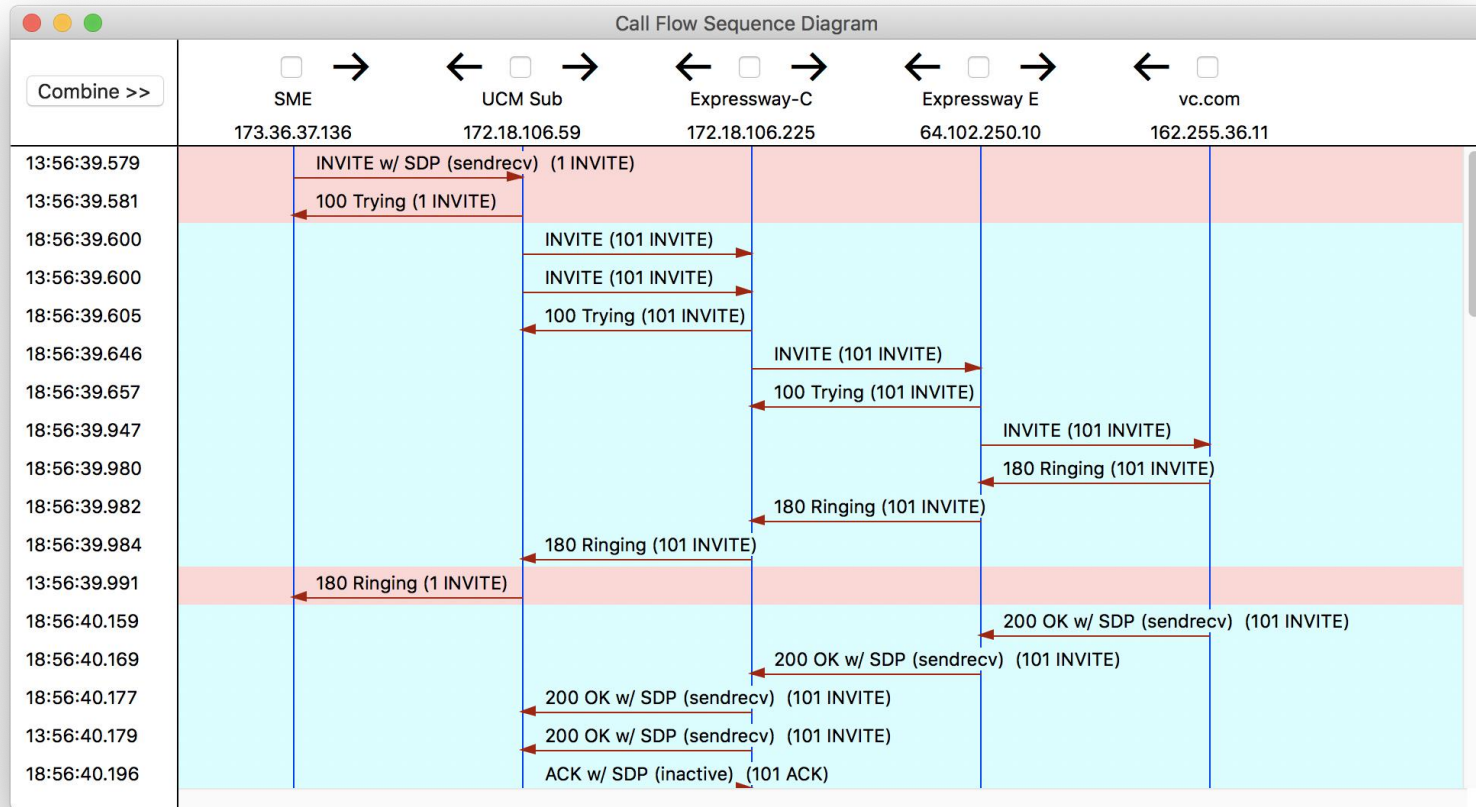 Call Flow Sequence Diagram
Combine >>
SME UCM Sub Expressway-C Expressway E vc.com
173.36.37.136 172.18.106.59 172.18.106.225 64.102.250.10 162.255.36.11
13:56:39.579 INVITE w/ SDP (sendrecv) (1 INVITE)
13:56:39.581 100 Trying (1 INVITE)
18:56:39.600 INVITE (101 INVITE)
13:56:39.600 INVITE (101 INVITE)
18:56:39.605 100 Trying (101 INVITE)
18:56:39.646 INVITE (101 INVITE)
18:56:39.657 100 Trying (101 INVITE)
18:56:39.947 INVITE (101 INVITE)
18:56:39.980 180 Ringing (101 INVITE)
18:56:39.982 180 Ringing (101 INVITE)
18:56:39.984 180 Ringing (101 INVITE)
13:56:39.991 180 Ringing (1 INVITE)
18:56:40.159 200 OK w/ SDP (sendrecv) (101 INVITE)
18:56:40.169 200 OK w/ SDP (sendrecv) (101 INVITE)
18:56:40.177 200 OK w/ SDP (sendrecv) (101 INVITE)
13:56:40.179 200 OK w/ SDP (sendrecv) (101 INVITE)
18:56:40.196 ACK w/ SDP (inactive) (101 ACK)